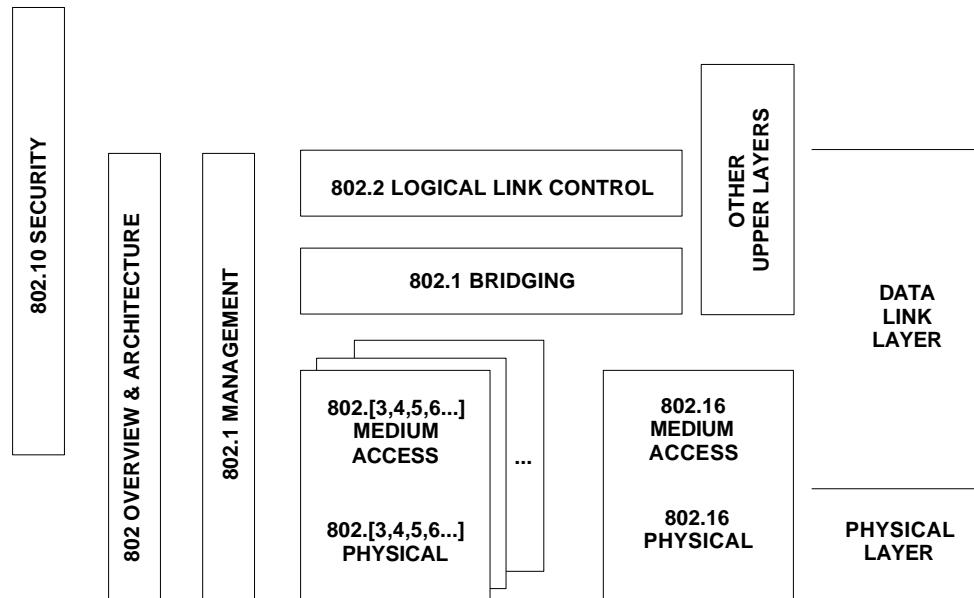 802.10 SECURITY
802 OVERVIEW & ARCHITECTURE
802.1 MANAGEMENT
802.2 LOGICAL LINK CONTROL
802.1 BRIDGING
OTHER
UPPER LAYERS
802.[3,4,5,6...]
MEDIUM
ACCESS
802.[3,4,5,6...]
PHYSICAL
...
802.16
MEDIUM
ACCESS
802.16
PHYSICAL
DATA
LINK
LAYER
PHYSICAL
LAYER